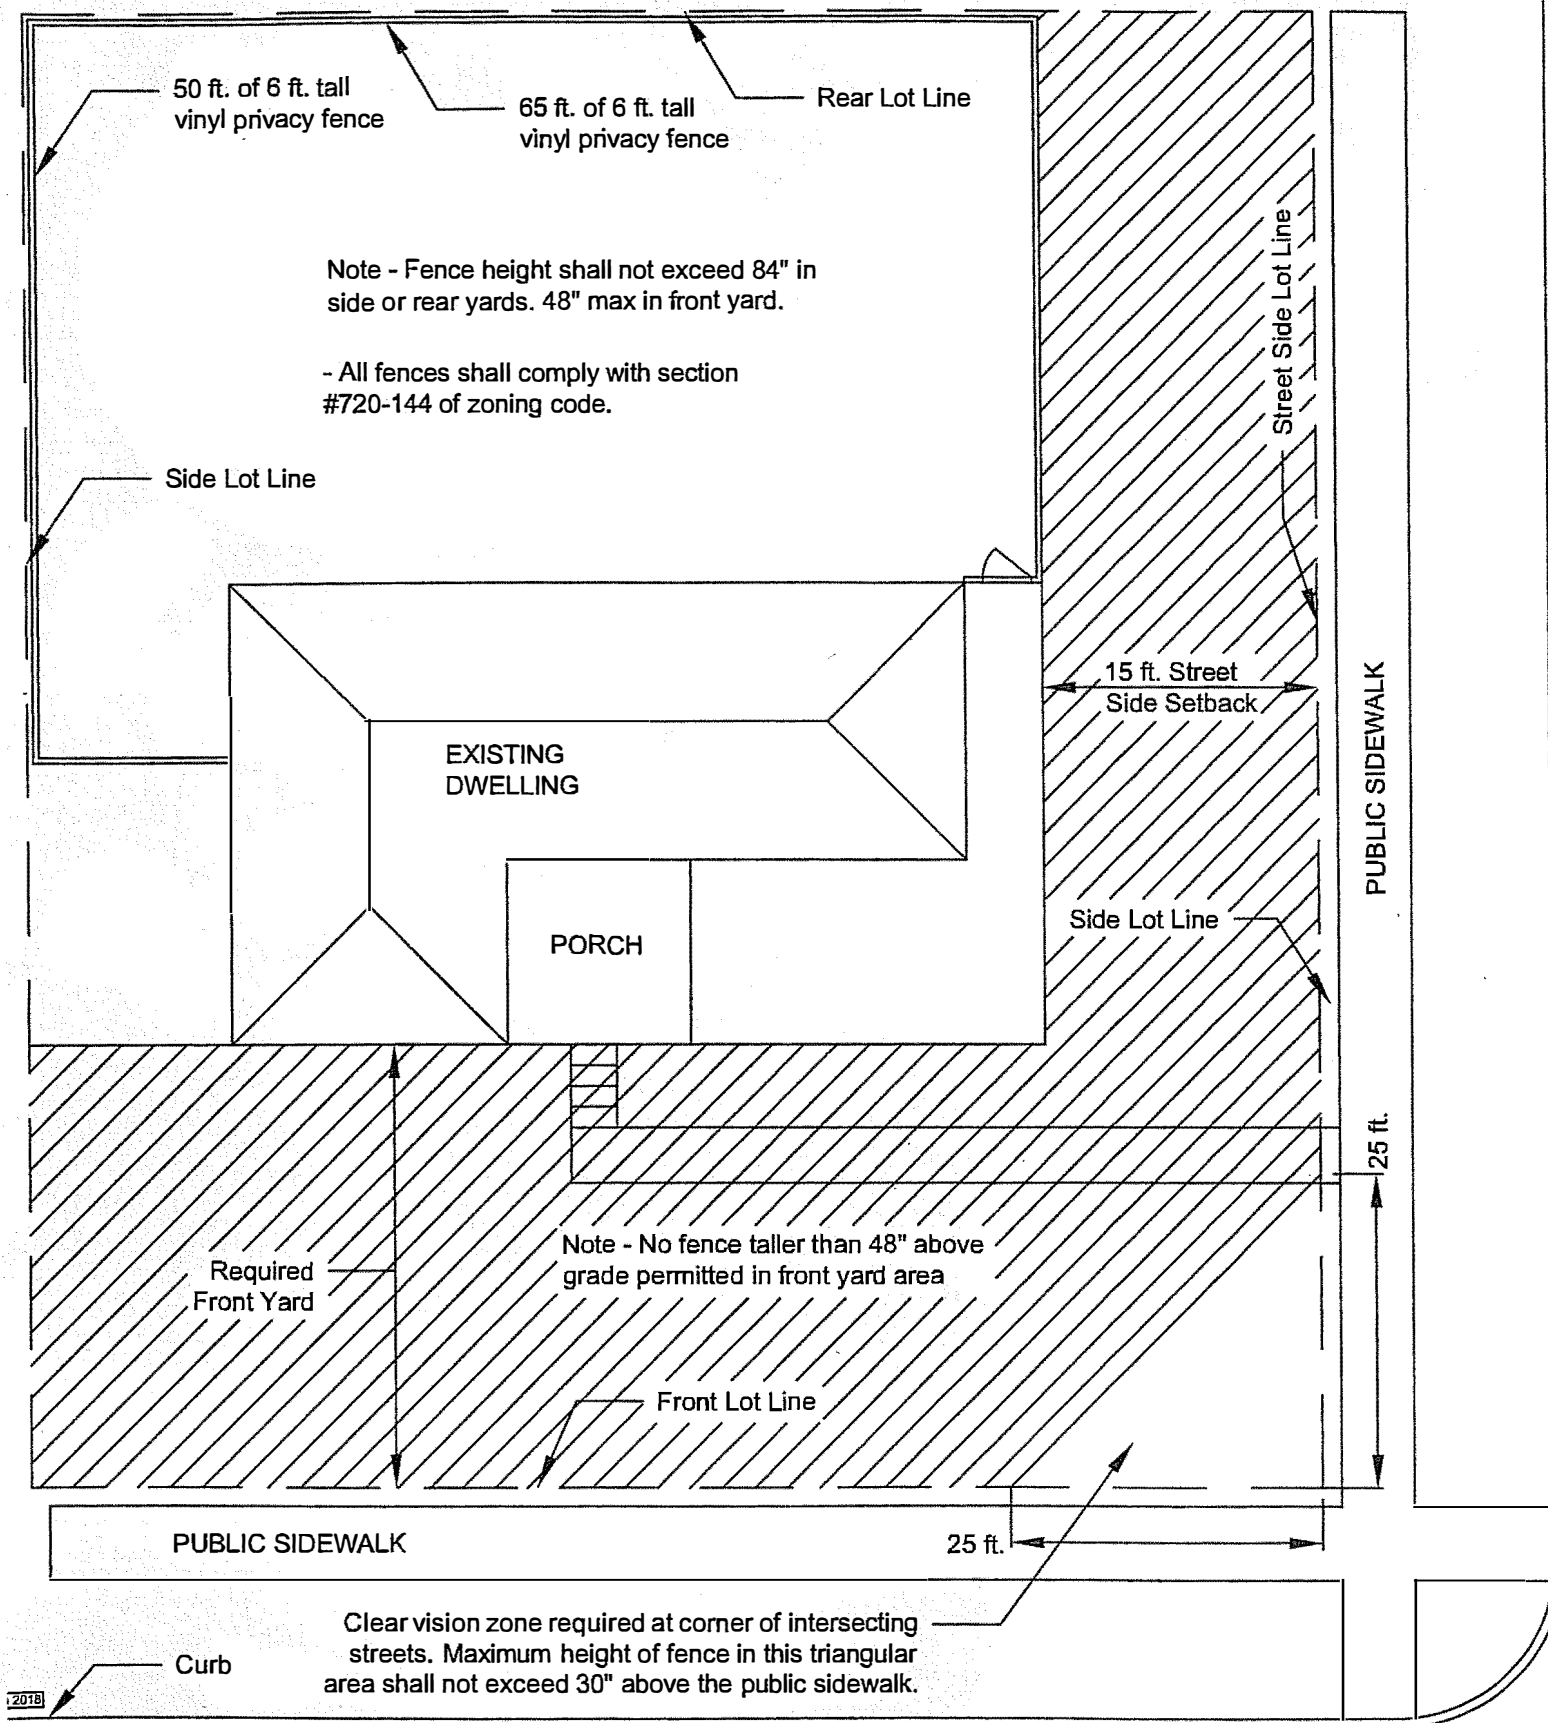 50 ft. of 6 ft. tall
vinyl privacy fence
65 ft. of 6 ft. tall
vinyl privacy fence
Rear Lot Line
Note - Fence height shall not exceed 84" in
side or rear yards. 48" max in front yard.
- All fences shall comply with section
#720-144 of zoning code.
Street Side Lot Line
Side Lot Line
15 ft. Street
Side Setback
PUBLIC SIDEWALK
EXISTING
DWELLING
Side Lot Line
PORCH
25 ft.
Note - No fence taller than 48" above
grade permitted in front yard area
Required
Front Yard
Front Lot Line
PUBLIC SIDEWALK
25 ft.
Clear vision zone required at corner of intersecting
streets. Maximum height of fence in this triangular
area shall not exceed 30" above the public sidewalk.
Curb
2018